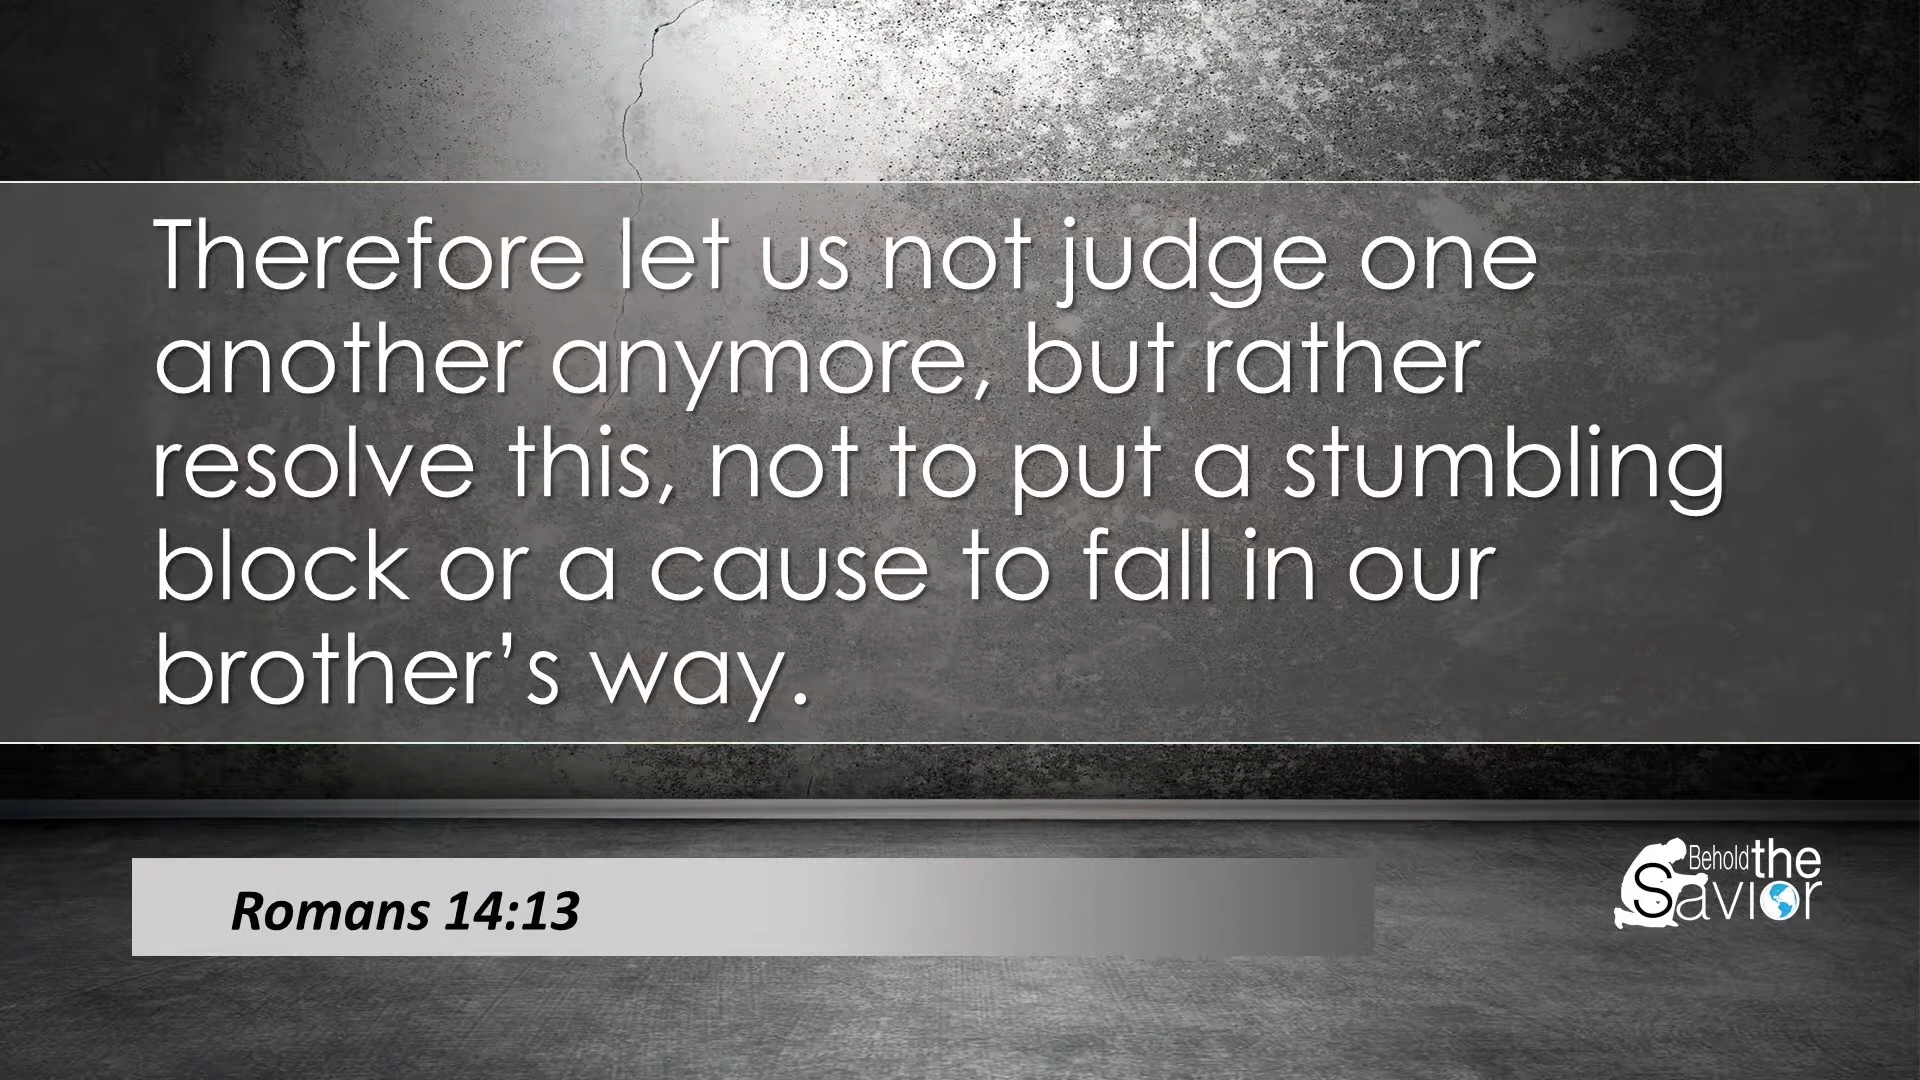 Therefore let us not judge one
another anymore, but rather
resolve this, not to put a stumbling
block or a cause to fall in our
brother’s way.
Romans 14:13
Behold the
Savior